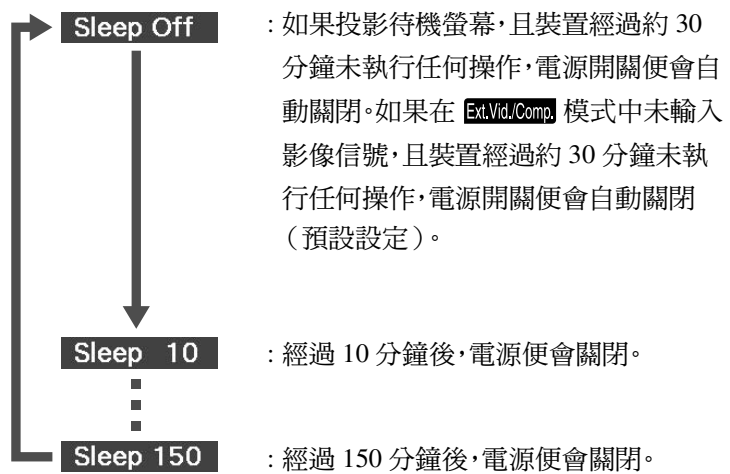 Sleep Off : 如果投影待機螢幕，且裝置經過約 30
分鐘未執行任何操作，電源開關便會自
動關閉。如果在 Ext.Vid./Comp. 模式中未輸入
影像信號，且裝置經過約 30 分鐘未執
行任何操作，電源開關便會自動關閉
（預設設定）。
Sleep 10 : 經過 10 分鐘後，電源便會關閉。
Sleep 150 : 經過 150 分鐘後，電源便會關閉。